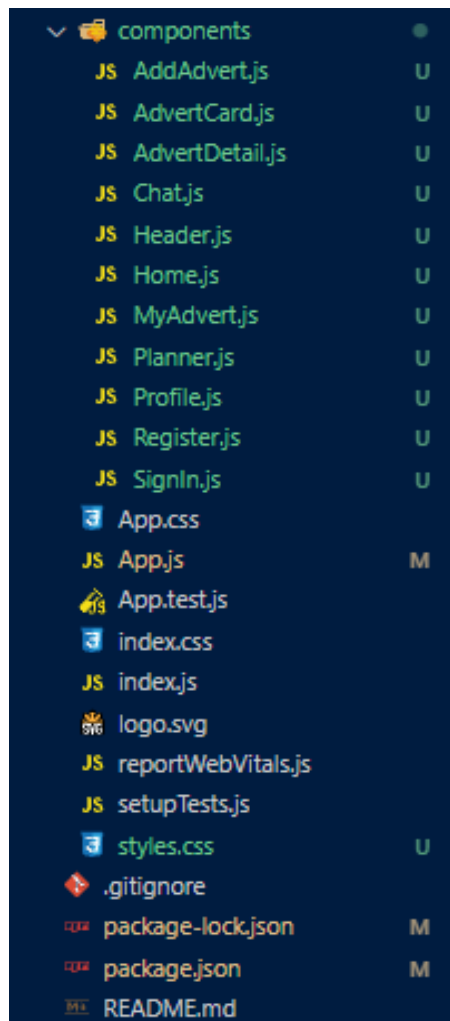 components
JS AddAdvert.js U
JS AdvertCard.js U
JS AdvertDetail.js U
JS Chat.js U
JS Header.js U
JS Home.js U
JS MyAdvert.js U
JS Planner.js U
JS Profile.js U
JS Register.js U
JS SignIn.js U
App.css
JS App.js M
App.test.js
index.css
JS index.js
logo.svg
JS reportWebVitals.js
JS setupTests.js
styles.css U
.gitignore
package-lock.json M
package.json M
README.md